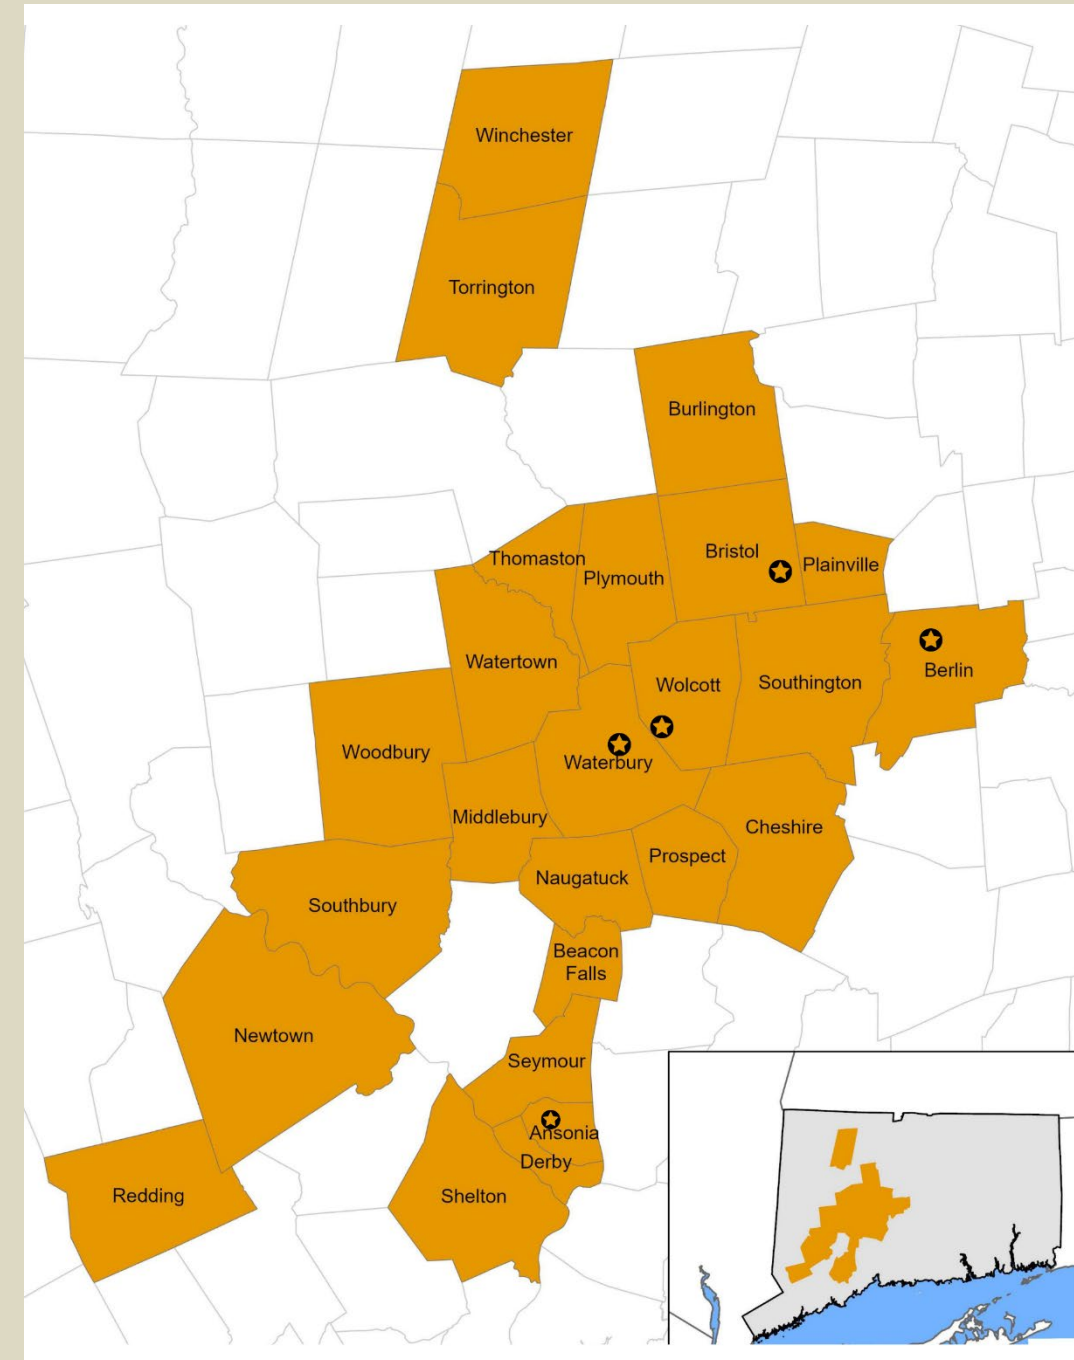 Winchester
Torrington
Burlington
Bristol
Thomaston
Plainville
Plymouth
Watertown
Berlin
Southington
Wolcott
Woodbury
Waterbury
Middlebury
Cheshire
Prospect
Naugatuck
Southbury
Beacon
Falls
Newtown
Seymour
Ansonia
Derby
Redding
Shelton